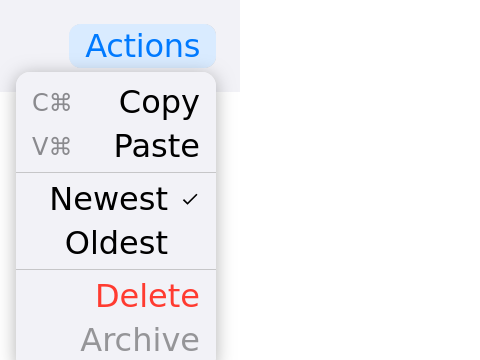 Actions
Copy C⌘
Paste V⌘
Newest ✓
Oldest
Delete
Archive